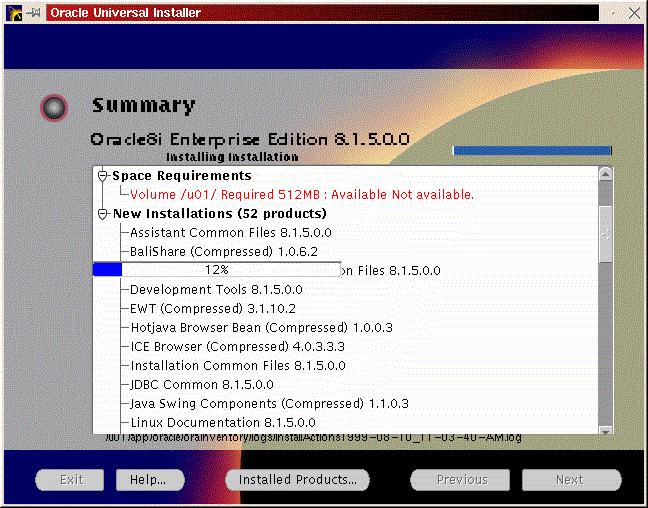 Oracle Universal Installer
Summary
Oracle8i Enterprise Edition 8.1.5.0.0
Installing Installation
Space Requirements
Volume /u01/ Required 512MB : Available Not available.
New Installations (52 products)
Assistant Common Files 8.1.5.0.0
BaliShare (Compressed) 1.0.6.2
12% on Files 8.1.5.0.0
Development Tools 8.1.5.0.0
EWT (Compressed) 3.1.10.2
Hotjava Browser Bean (Compressed) 1.0.0.3
ICE Browser (Compressed) 4.0.3.3.3
Installation Common Files 8.1.5.0.0
JDBC Common 8.1.5.0.0
Java Swing Components (Compressed) 1.1.0.3
Linux Documentation 8.1.5.0.0
/u01/app/oracle/oraInventory/logs/installActions1999-08-10_11-03-40-AM.log
Exit Help... Installed Products... Previous Next